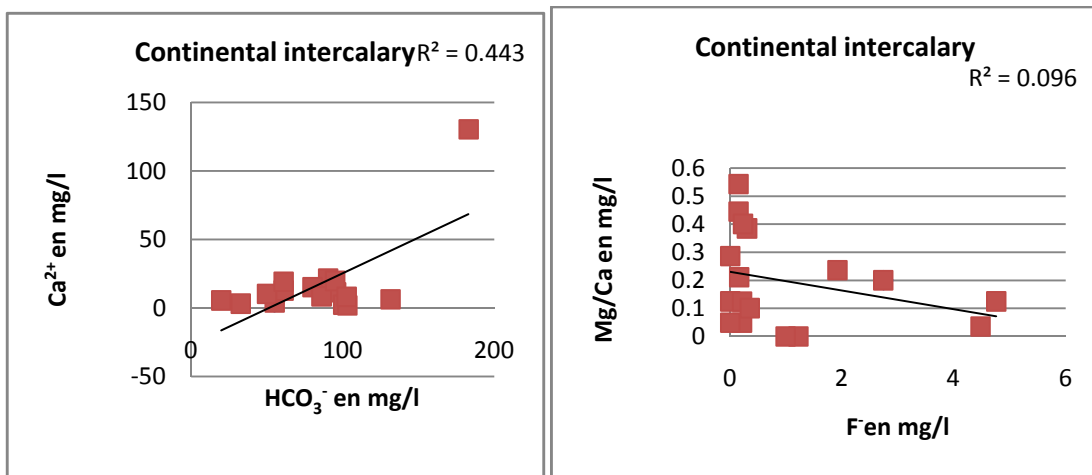 Continental intercalary R² = 0.443
150
100
50
0
-50
0 100 200
Ca²⁺ en mg/l
HCO₃⁻ en mg/l
Continental intercalary
R² = 0.096
0.6
0.5
0.4
0.3
0.2
0.1
0
0 2 4 6
Mg/Ca en mg/l
F⁻en mg/l